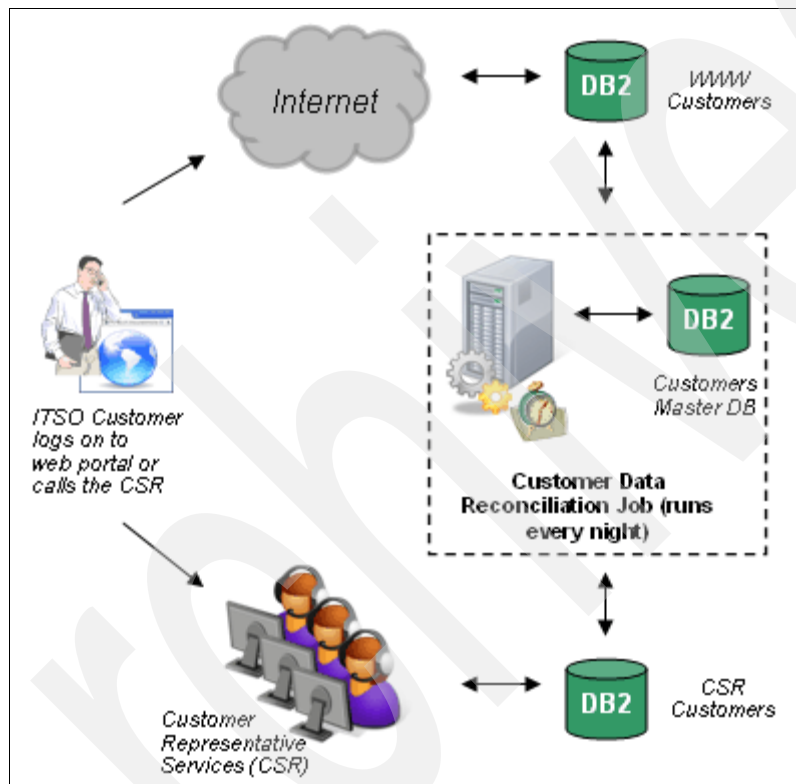 Internet
DB2
WWW
Customers
DB2
Customers
Master DB
ITSO Customer
logs on to
web portal or
calls the CSR
Customer Data
Reconciliation Job (runs
every night)
Customer
Representative
Services (CSR)
DB2
CSR
Customers